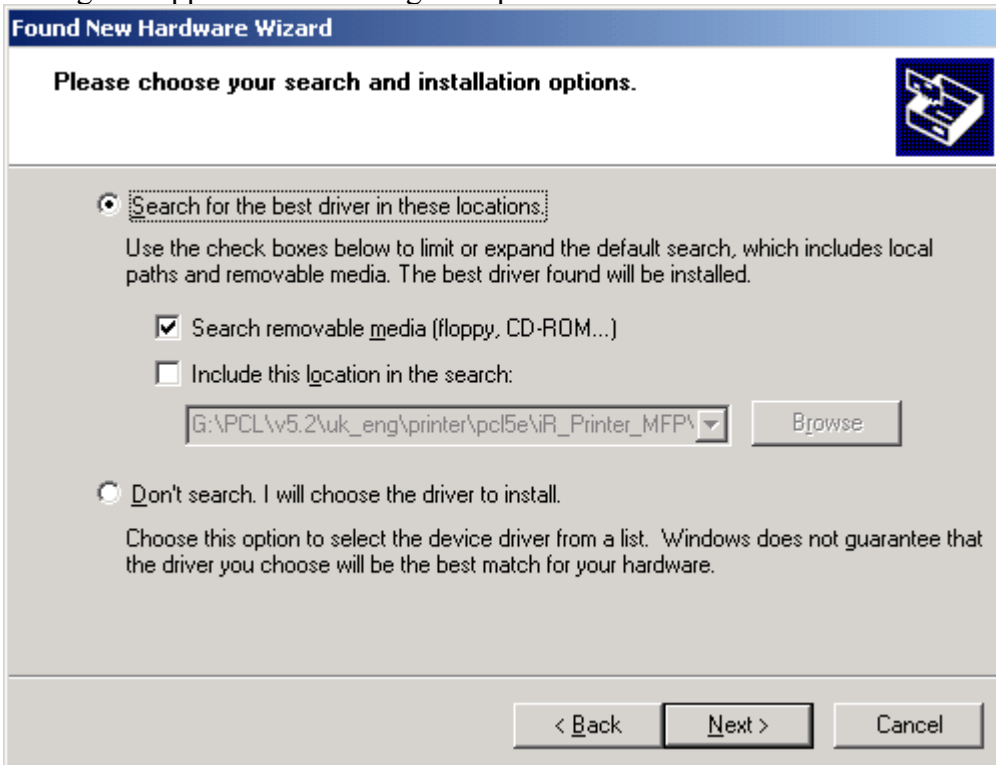 Found New Hardware Wizard
Please choose your search and installation options.
Search for the best driver in these locations.
Use the check boxes below to limit or expand the default search, which includes local
paths and removable media. The best driver found will be installed.
Search removable media (floppy, CD-ROM...)
Include this location in the search:
G:\PCL\v5.2\uk_eng\printer\pcl5e\iR_Printer_MFP\
Browse
Don't search. I will choose the driver to install.
Choose this option to select the device driver from a list. Windows does not guarantee that
the driver you choose will be the best match for your hardware.
< Back Next > Cancel